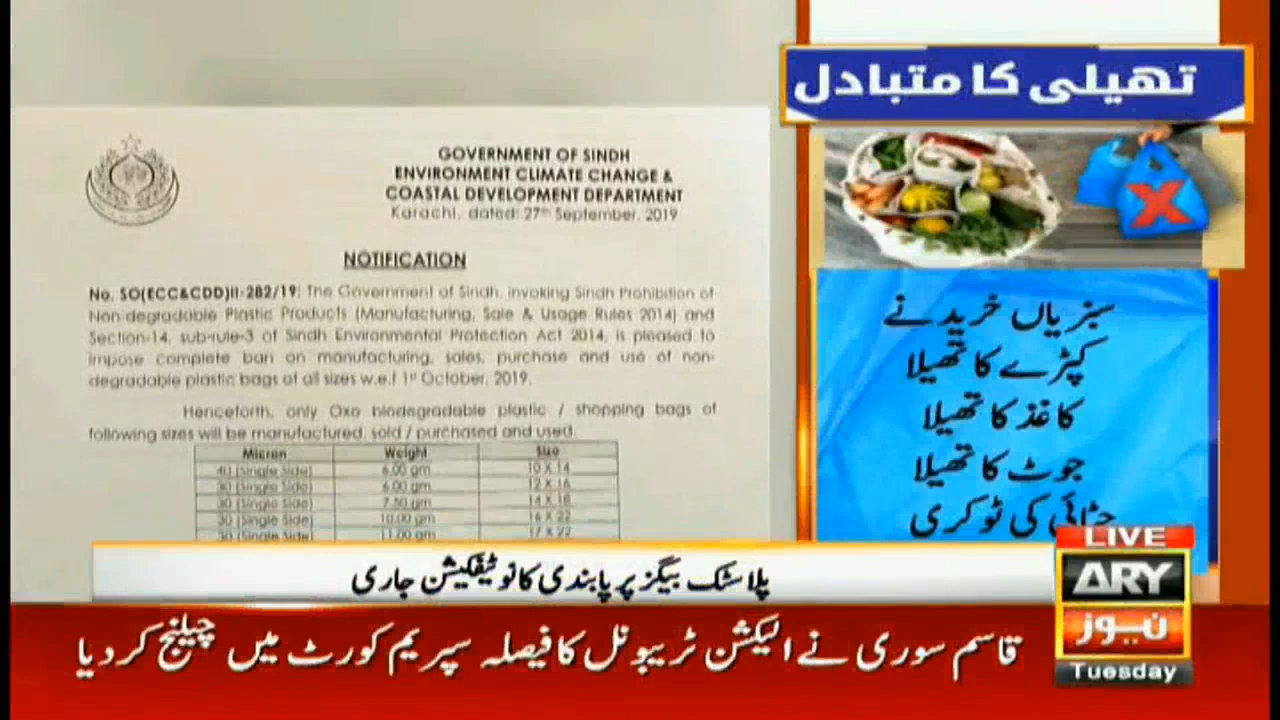 GOVERNMENT OF SINDH
ENVIRONMENT CLIMATE CHANGE &
COASTAL DEVELOPMENT DEPARTMENT
Karachi, dated: 27th September, 2019
NOTIFICATION
No. SO(ECC&CDD)II-282/19: The Government of Sindh, invoking Sindh Prohibition of
Non-degradable Plastic Products (Manufacturing, Sale & Usage Rules 2014) and
Section-14, sub-rule-3 of Sindh Environmental Protection Act 2014, is pleased to
impose complete ban on manufacturing, sales, purchase and use of non-
degradable plastic bags of all sizes w.e.f 1st October, 2019.
Henceforth, only Oxo biodegradable plastic / shopping bags of
following sizes will be manufactured, sold / purchased and used.
Micron Weight Size
40 (Single Side) 6.00 gm 10 X 14
30 (Single Side) 6.00 gm 12 X 16
30 (Single Side) 7.50 gm 14 X 18
30 (Single Side) 10.00 gm 16 X 22
30 (Single Side) 11.00 gm 17 X 22
تھیلی کا متبادل
سبزیاں خریدنے
کپڑے کا تھیلا
کاغذ کا تھیلا
جوٹ کا تھیلا
چٹائی کی ٹوکری
پلاسٹک بیگز پر پابندی کا نوٹیفکیشن جاری
قاسم سوری نے الیکشن ٹریبونل کا فیصلہ سپریم کورٹ میں چیلنج کر دیا
LIVE
ARY
نیوز
Tuesday